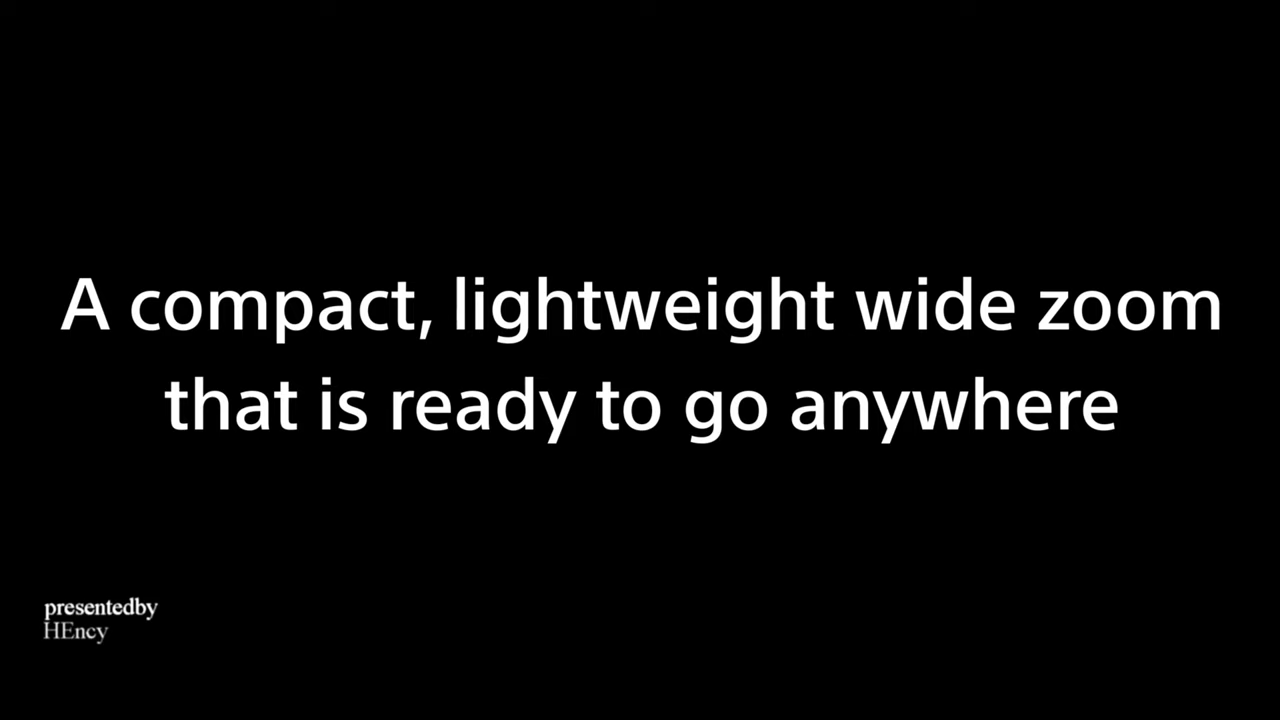 A compact, lightweight wide zoom
that is ready to go anywhere
presentedby
HEncy